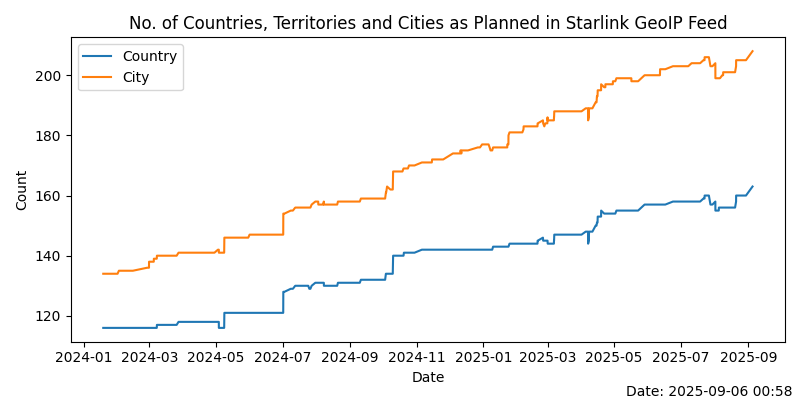 No. of Countries, Territories and Cities as Planned in Starlink GeoIP Feed
Country
City
Count
200
180
160
140
120
2024-01 2024-03 2024-05 2024-07 2024-09 2024-11 2025-01 2025-03 2025-05 2025-07 2025-09
Date
Date: 2025-09-06 00:58